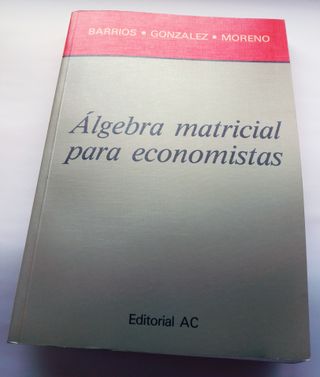 BARRIOS • GONZALEZ • MORENO
Álgebra matricial
para economistas
Editorial AC